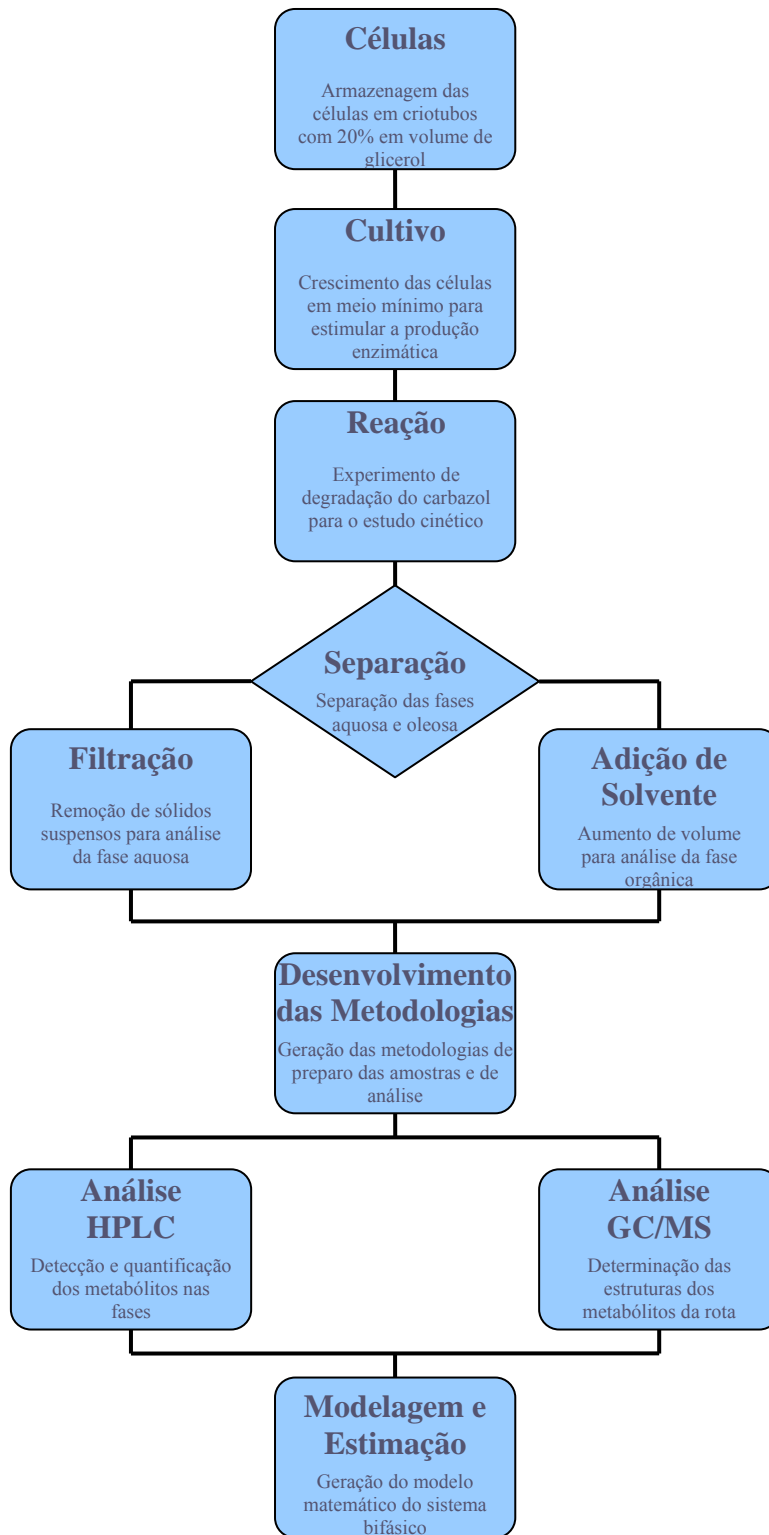 Células
Armazenagem das
células em criotubos
com 20% em volume de
glicerol
Cultivo
Crescimento das células
em meio mínimo para
estimular a produção
enzimática
Reação
Experimento de
degradação do carbazol
para o estudo cinético
Separação
Separação das fases
aquosa e oleosa
Filtração
Remoção de sólidos
suspensos para análise
da fase aquosa
Adição de
Solvente
Aumento de volume
para análise da fase
orgânica
Desenvolvimento
das Metodologias
Geração das metodologias de
preparo das amostras e de
análise
Análise
HPLC
Detecção e quantificação
dos metabólitos nas
fases
Análise
GC/MS
Determinação das
estruturas dos
metabólitos da rota
Modelagem e
Estimação
Geração do modelo
matemático do sistema
bifásico